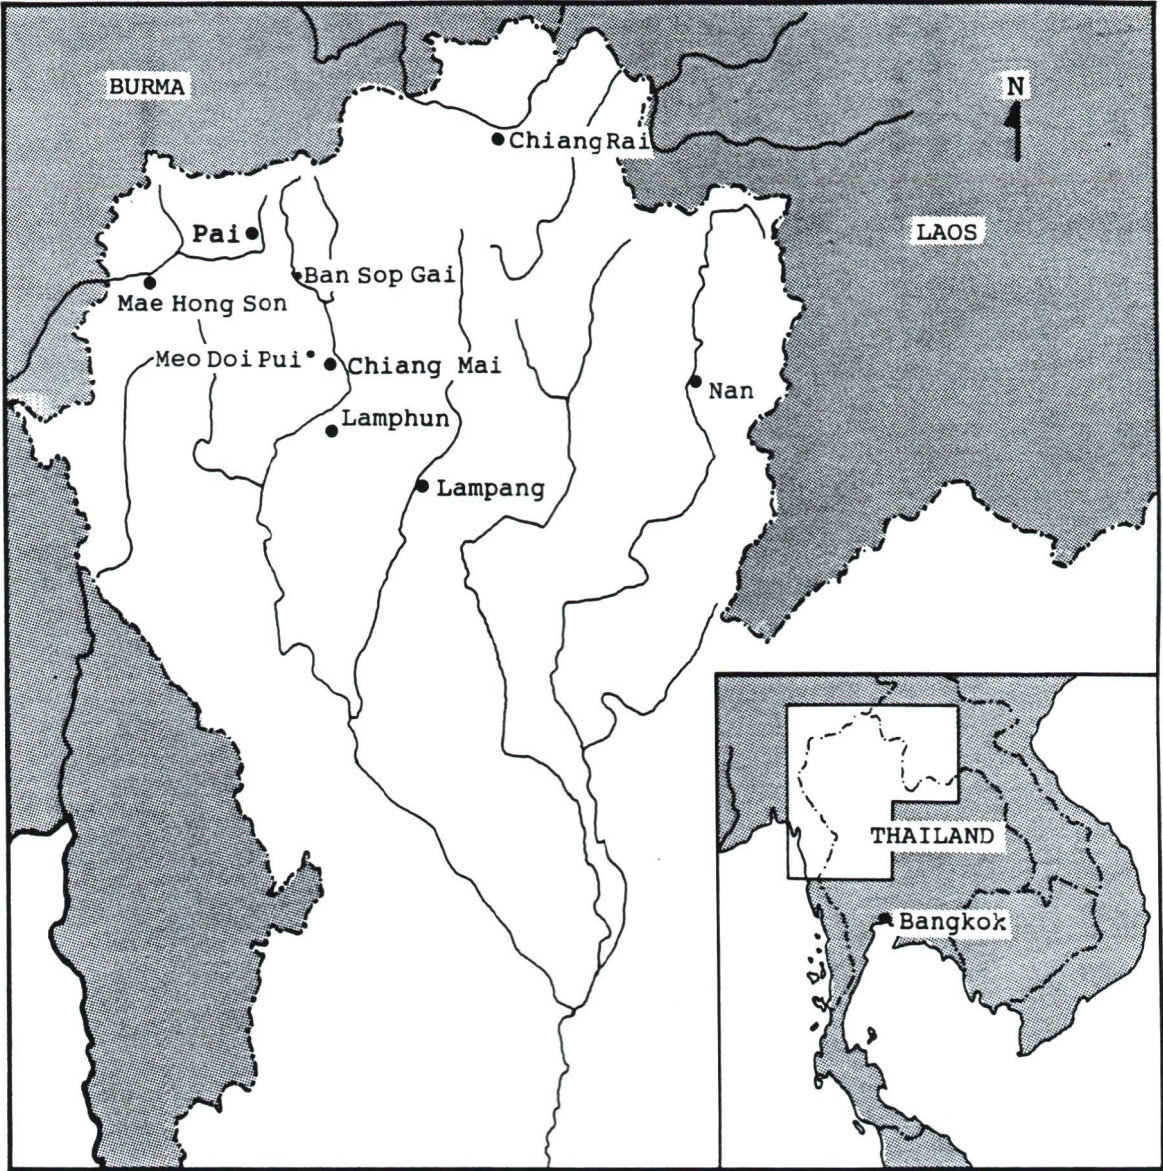 BURMA
N
Chiang Rai
Pai
LAOS
Ban Sop Gai
Mae Hong Son
Meo Doi Pui
Chiang Mai
Nan
Lamphun
Lampang
THAILAND
Bangkok